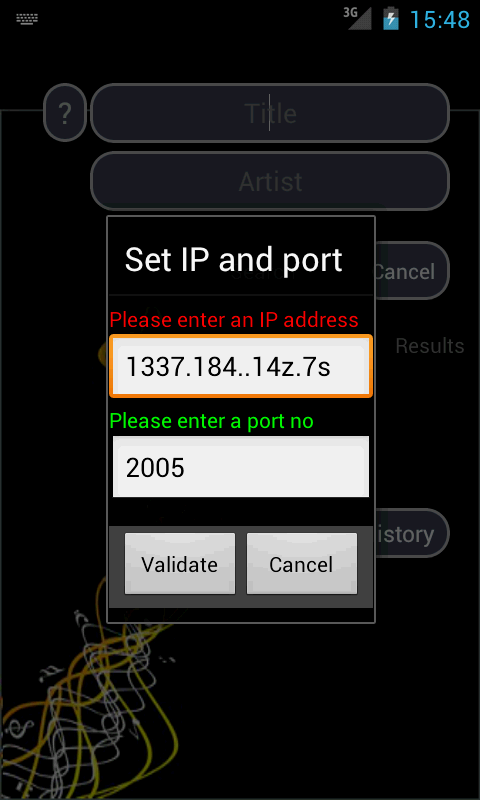 3G 15:48
? Title
Artist
Set IP and port
Cancel
Please enter an IP address
Results
1337.184..14z.7s
Please enter a port no
2005
istory
Validate Cancel